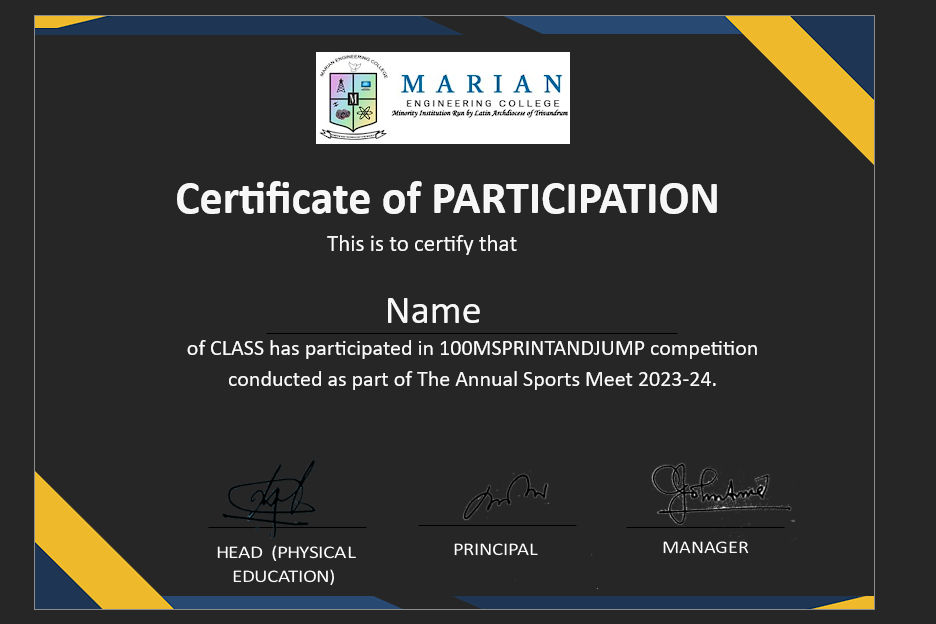 MARIAN ENGINEERING COLLEGE
M
MARIAN
ENGINEERING COLLEGE
Minority Institution Run by Latin Archdiocese of Trivandrum
Certificate of PARTICIPATION
This is to certify that
Name
of CLASS has participated in 100MSPRINTANDJUMP competition
conducted as part of The Annual Sports Meet 2023-24.
HEAD (PHYSICAL
EDUCATION)
PRINCIPAL
MANAGER